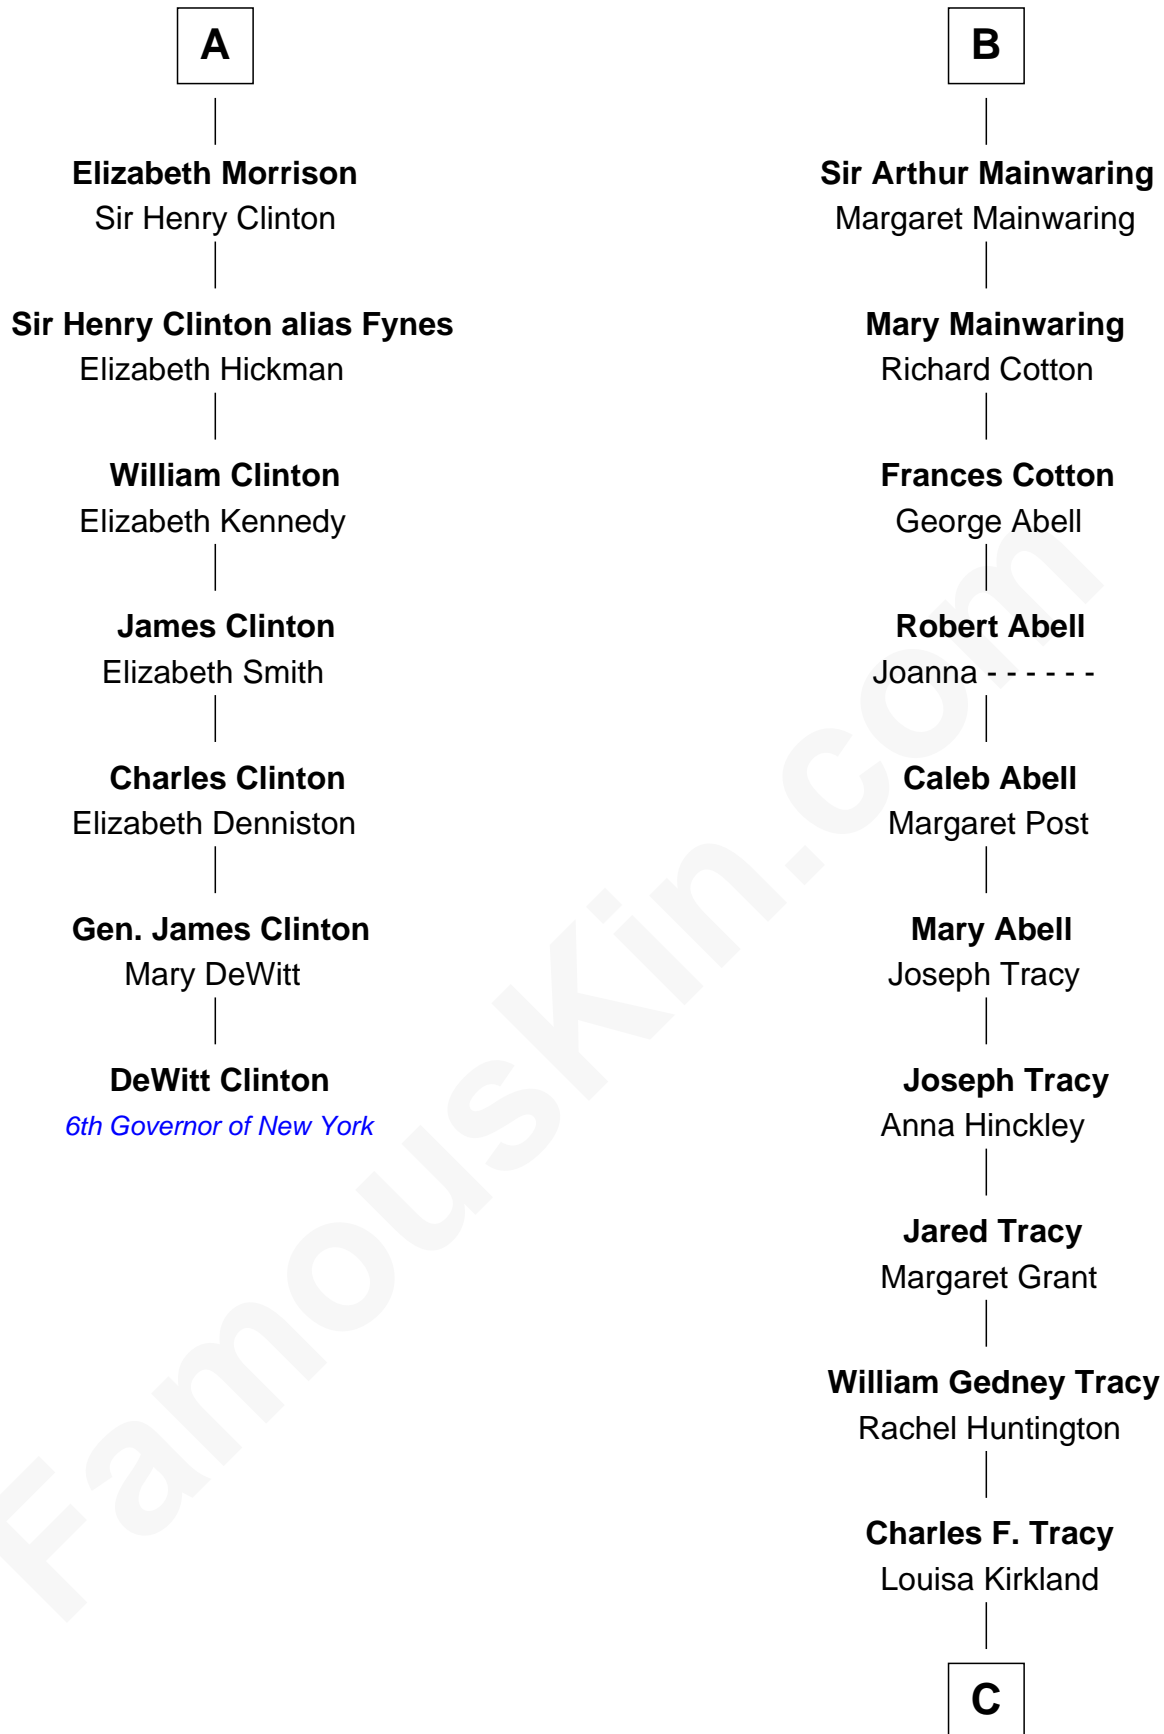 A
Elizabeth Morrison
Sir Henry Clinton
Sir Henry Clinton alias Fynes
Elizabeth Hickman
William Clinton
Elizabeth Kennedy
James Clinton
Elizabeth Smith
Charles Clinton
Elizabeth Denniston
Gen. James Clinton
Mary DeWitt
DeWitt Clinton
6th Governor of New York
B
Sir Arthur Mainwaring
Margaret Mainwaring
Mary Mainwaring
Richard Cotton
Frances Cotton
George Abell
Robert Abell
Joanna - - - - - -
Caleb Abell
Margaret Post
Mary Abell
Joseph Tracy
Joseph Tracy
Anna Hinckley
Jared Tracy
Margaret Grant
William Gedney Tracy
Rachel Huntington
Charles F. Tracy
Louisa Kirkland
C
FamousKin.com